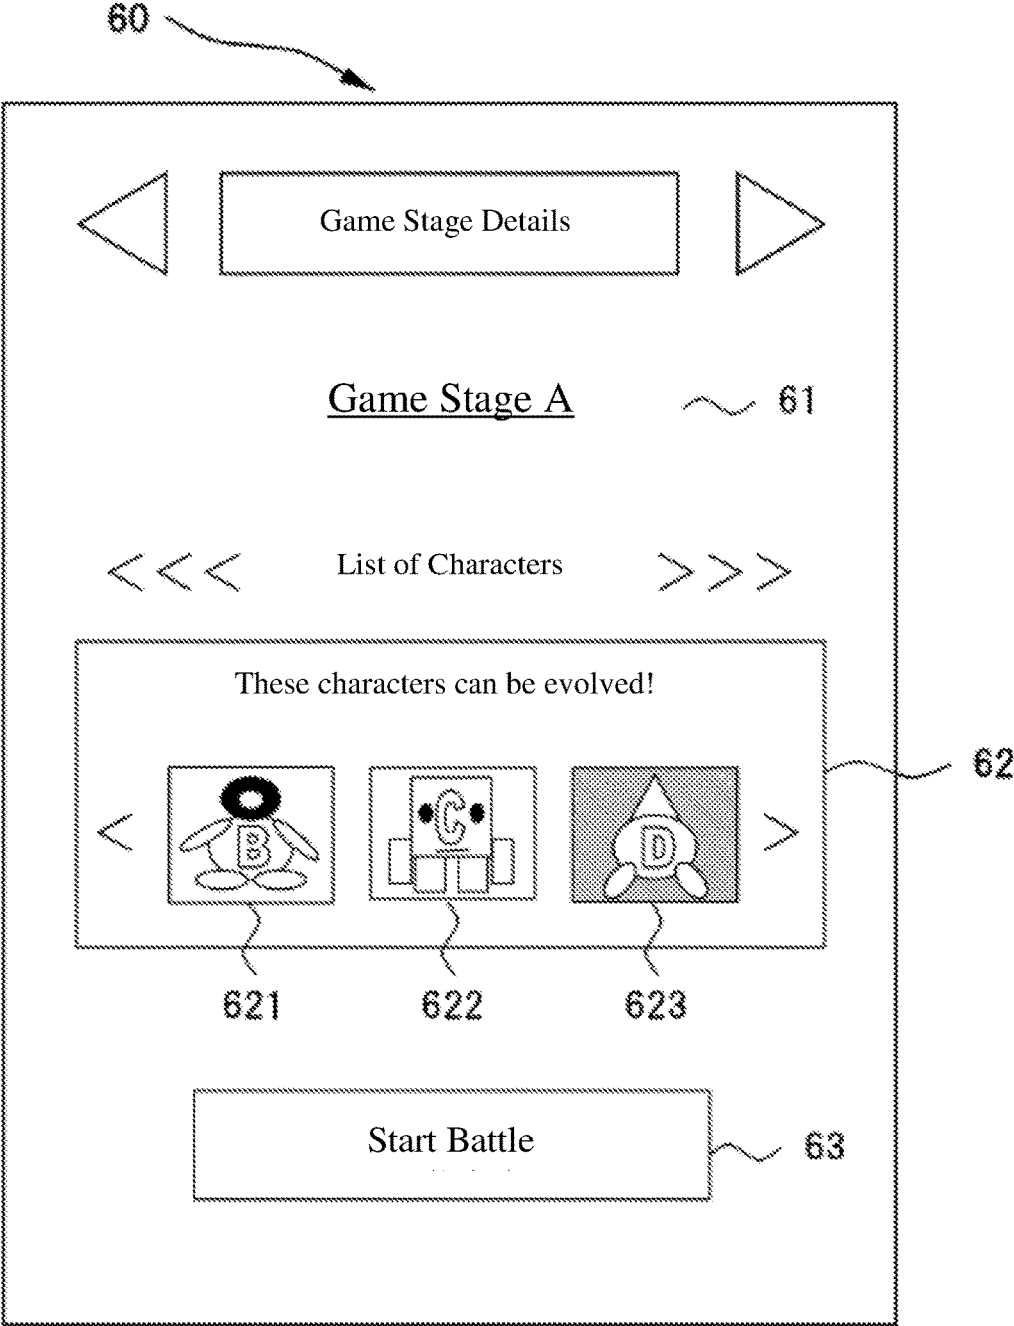 60
Game Stage Details
Game Stage A
61
<<< List of Characters >>>
These characters can be evolved!
62
< B C D >
621 622 623
Start Battle
63